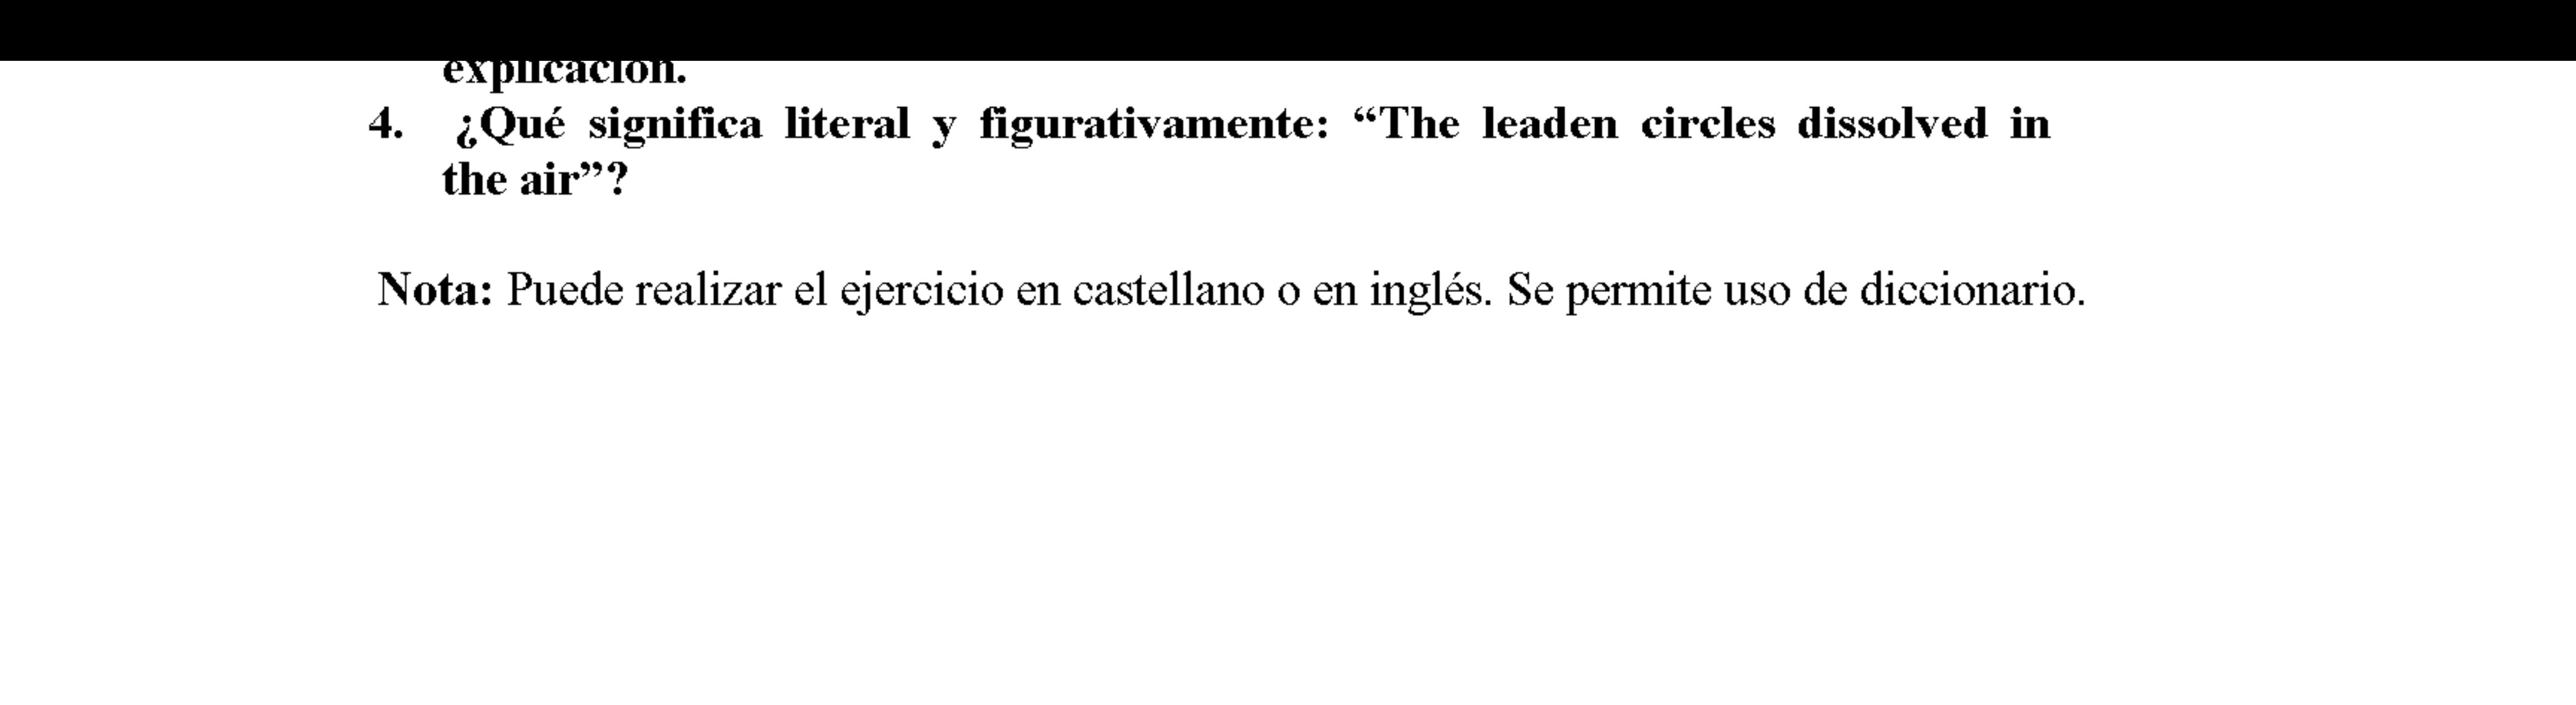 explicación.
4. ¿Qué significa literal y figurativamente: “The leaden circles dissolved in
the air”?
Nota: Puede realizar el ejercicio en castellano o en inglés. Se permite uso de diccionario.